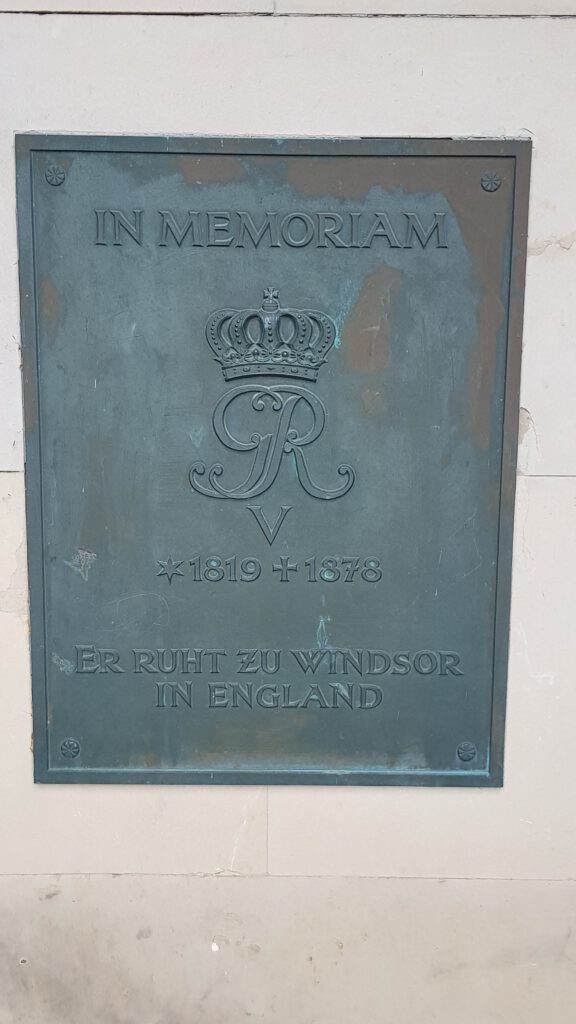 IN MEMORIAM
GR
V
*1819 ✝1878
ER RUHT ZU WINDSOR
IN ENGLAND